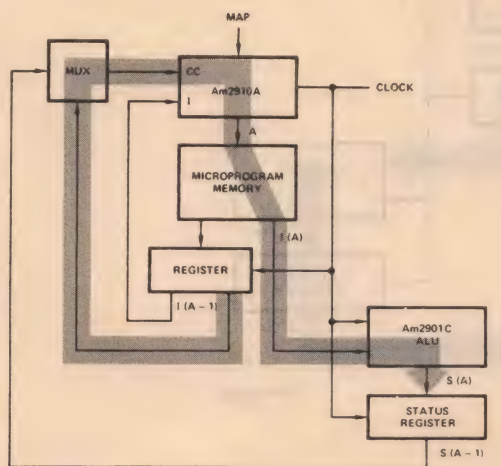 MAP
MUX
CC
Am2910A
I
CLOCK
A
MICROPROGRAM
MEMORY
I (A)
REGISTER
I (A – 1)
Am2901C
ALU
S (A)
STATUS
REGISTER
S (A – 1)